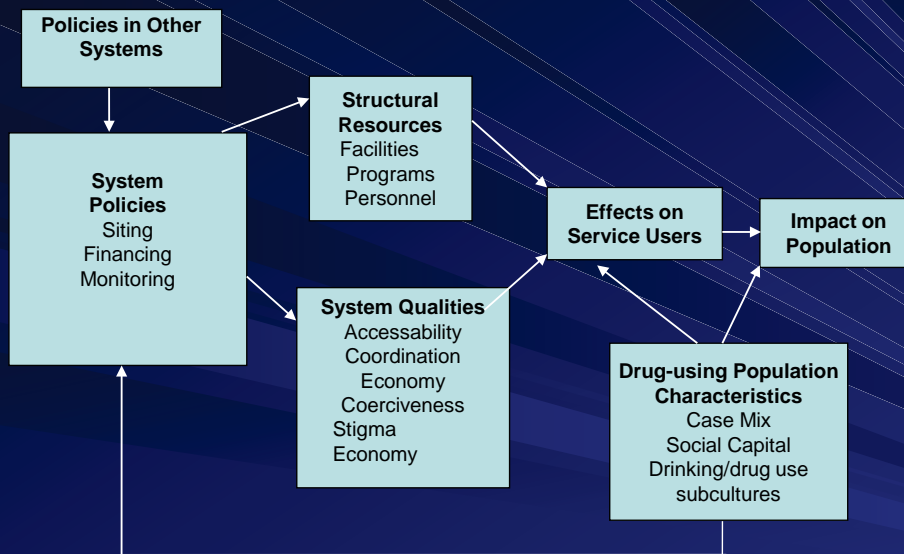 Policies in Other
Systems
System
Policies
Siting
Financing
Monitoring
Structural
Resources
Facilities
Programs
Personnel
System Qualities
Accessability
Coordination
Economy
Coerciveness
Stigma
Economy
Effects on
Service Users
Impact on
Population
Drug-using Population
Characteristics
Case Mix
Social Capital
Drinking/drug use
subcultures